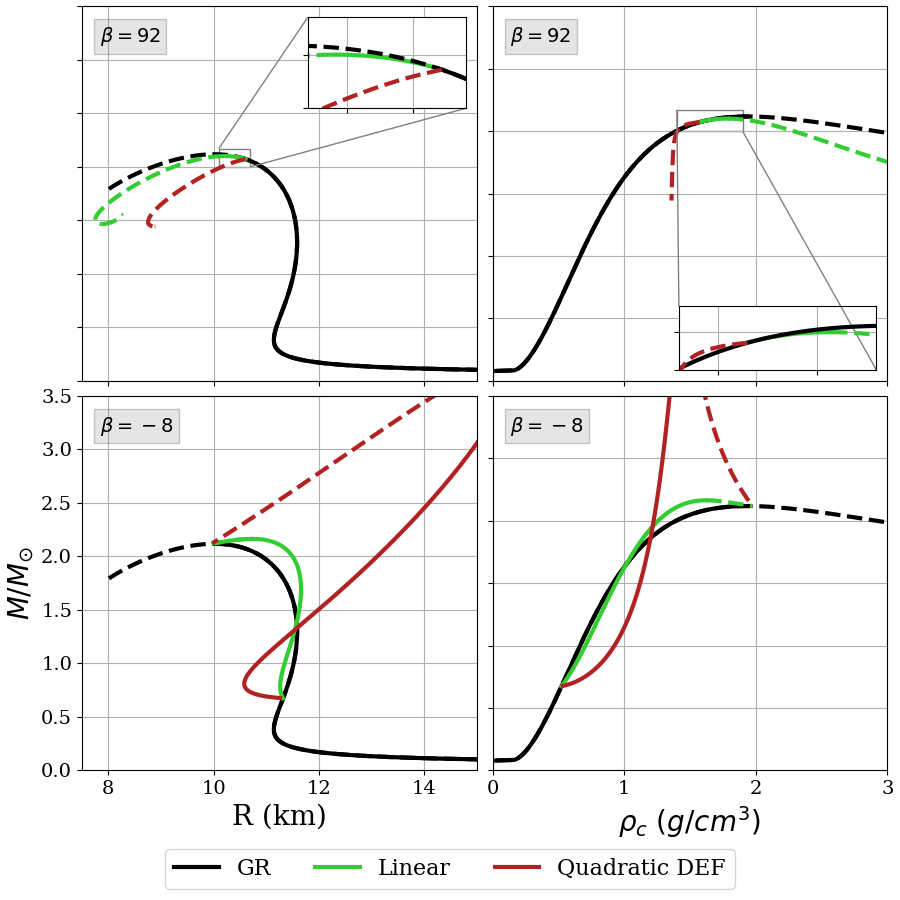 β = 92
β = 92
3.5
β = −8
β = −8
3.0
2.5
2.0
1.5
1.0
0.5
0.0
M/M⊙
8 10 12 14
0 1 2 3
R (km)
ρc (g/cm³)
GR Linear Quadratic DEF